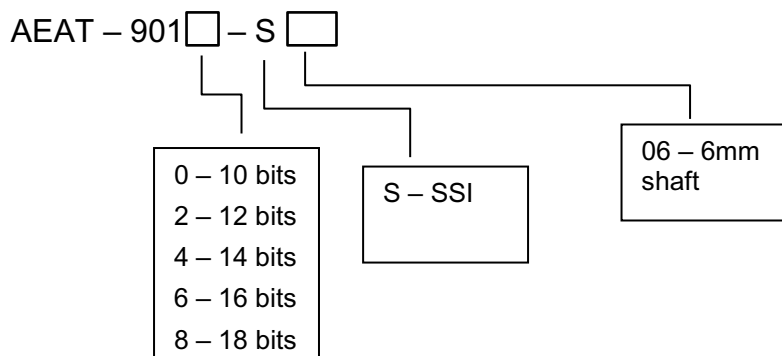 AEAT – 901 – S
0 – 10 bits
2 – 12 bits
4 – 14 bits
6 – 16 bits
8 – 18 bits
S – SSI
06 – 6mm
shaft